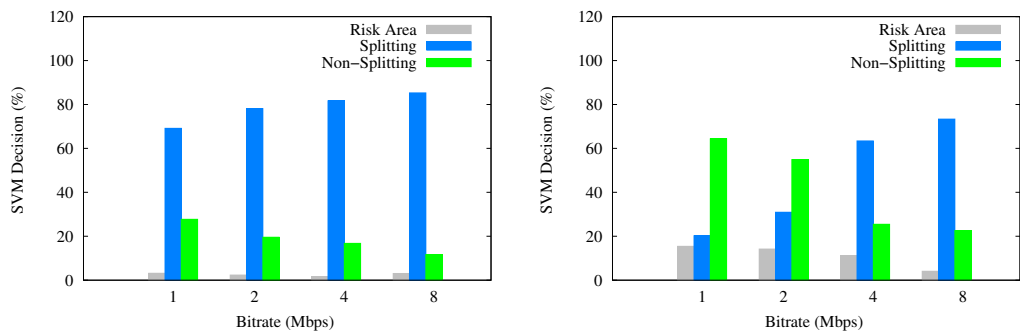 120
100
80
60
40
20
0
SVM Decision (%)
Risk Area
Splitting
Non−Splitting
1 2 4 8
Bitrate (Mbps)
120
100
80
60
40
20
0
SVM Decision (%)
Risk Area
Splitting
Non−Splitting
1 2 4 8
Bitrate (Mbps)